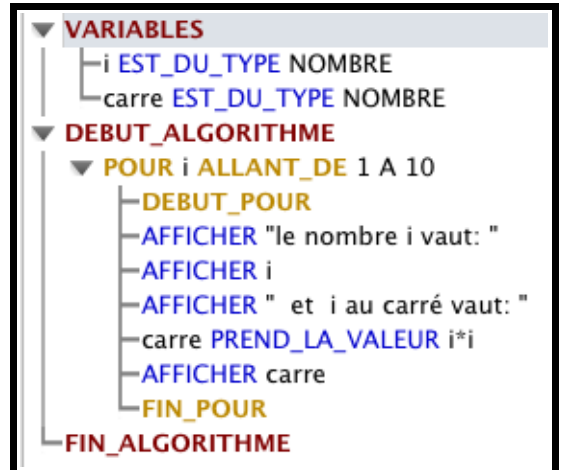 VARIABLES
i EST_DU_TYPE NOMBRE
carre EST_DU_TYPE NOMBRE
DEBUT_ALGORITHME
POUR i ALLANT_DE 1 A 10
DEBUT_POUR
AFFICHER "le nombre i vaut: "
AFFICHER i
AFFICHER "  et  i au carré vaut: "
carre PREND_LA_VALEUR i*i
AFFICHER carre
FIN_POUR
FIN_ALGORITHME